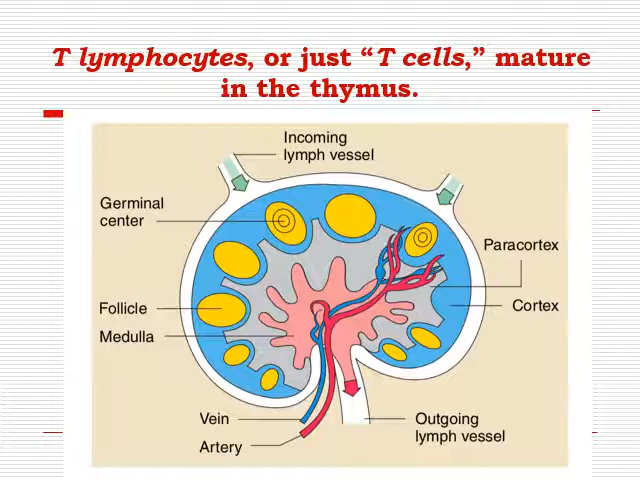 T lymphocytes, or just “T cells,” mature
in the thymus.
Incoming
lymph vessel
Germinal
center
Paracortex
Follicle
Cortex
Medulla
Vein
Outgoing
lymph vessel
Artery